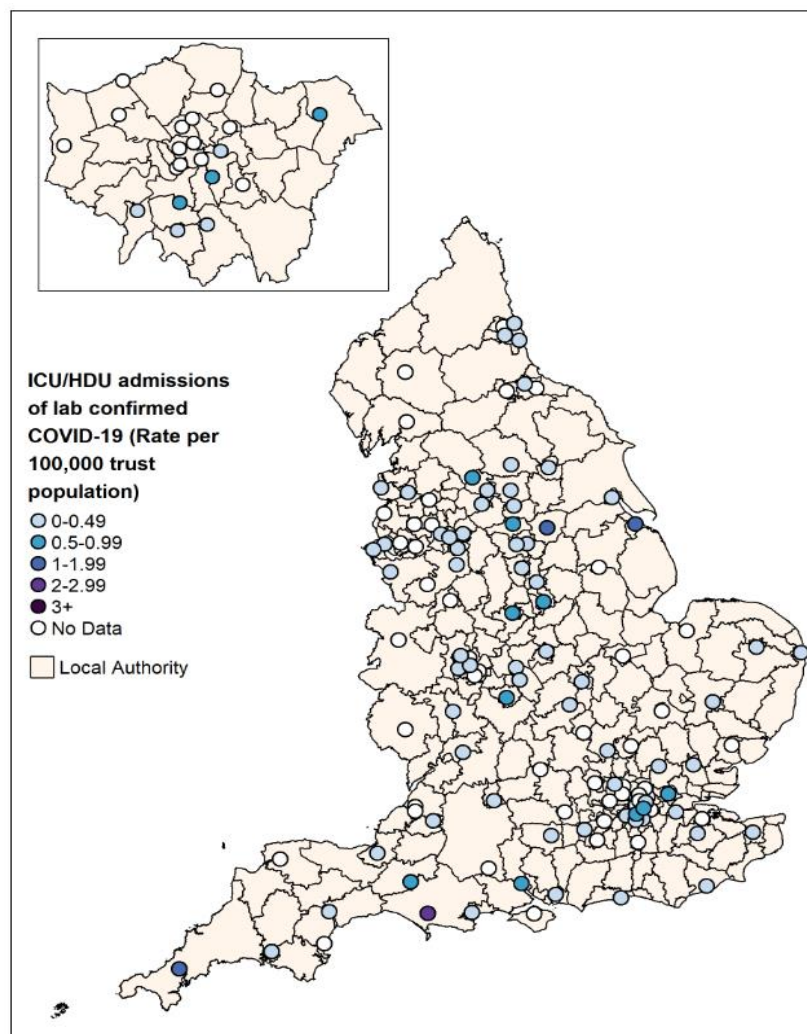 ICU/HDU admissions
of lab confirmed
COVID-19 (Rate per
100,000 trust
population)
0-0.49
0.5-0.99
1-1.99
2-2.99
3+
No Data
Local Authority